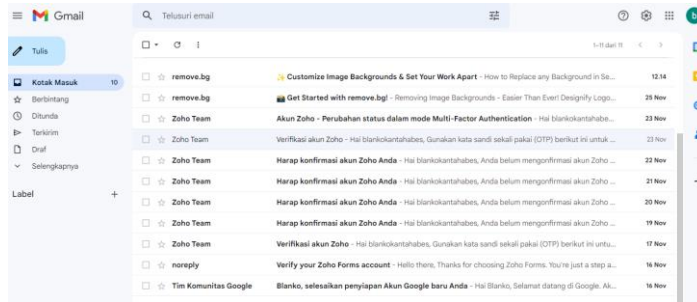 Gmail
Telusuri email
b
Tulis
1–11 dari 11
Kotak Masuk 10
Berbintang
Ditunda
Terkirim
Draf
Selengkapnya
Label +
remove.bg ✨ Customize Image Backgrounds & Set Your Work Apart - How to Replace any Background in Se... 12.14
remove.bg 📸 Get Started with remove.bg! - Removing Image Backgrounds - Easier Than Ever! Designify Logo... 25 Nov
Zoho Team Akun Zoho - Perubahan status dalam mode Multi-Factor Authentication - Hai blankokantahabe... 23 Nov
Zoho Team Verifikasi akun Zoho - Hai blankokantahabes, Gunakan kata sandi sekali pakai (OTP) berikut ini untuk ... 23 Nov
Zoho Team Harap konfirmasi akun Zoho Anda - Hai blankokantahabes, Anda belum mengonfirmasi akun Zoho ... 22 Nov
Zoho Team Harap konfirmasi akun Zoho Anda - Hai blankokantahabes, Anda belum mengonfirmasi akun Zoho ... 21 Nov
Zoho Team Harap konfirmasi akun Zoho Anda - Hai blankokantahabes, Anda belum mengonfirmasi akun Zoho ... 20 Nov
Zoho Team Harap konfirmasi akun Zoho Anda - Hai blankokantahabes, Anda belum mengonfirmasi akun Zoho ... 19 Nov
Zoho Team Verifikasi akun Zoho - Hai blankokantahabes, Gunakan kata sandi sekali pakai (OTP) berikut ini untu... 17 Nov
noreply Verify your Zoho Forms account - Hello there, Thanks for choosing Zoho Forms. You're just a step a... 16 Nov
Tim Komunitas Google Blanko, selesaikan penyiapan Akun Google baru Anda - Hai Blanko, Selamat datang di Google. Ak... 16 Nov